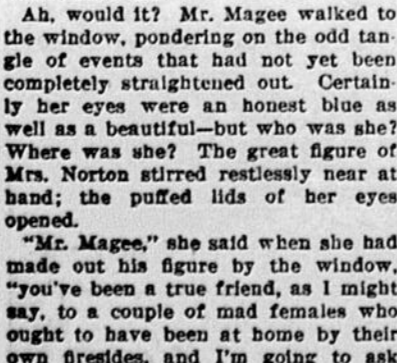 Ah, would it? Mr. Magee walked to
the window, pondering on the odd tan-
gle of events that had not yet been
completely straightened out. Certain-
ly her eyes were an honest blue as
well as a beautiful—but who was she?
Where was she? The great figure of
Mrs. Norton stirred restlessly near at
hand; the puffed lids of her eyes
opened.
"Mr. Magee," she said when she had
made out his figure by the window,
"you've been a true friend, as I might
say, to a couple of mad females who
ought to have been at home by their
own firesides, and I'm going to ask